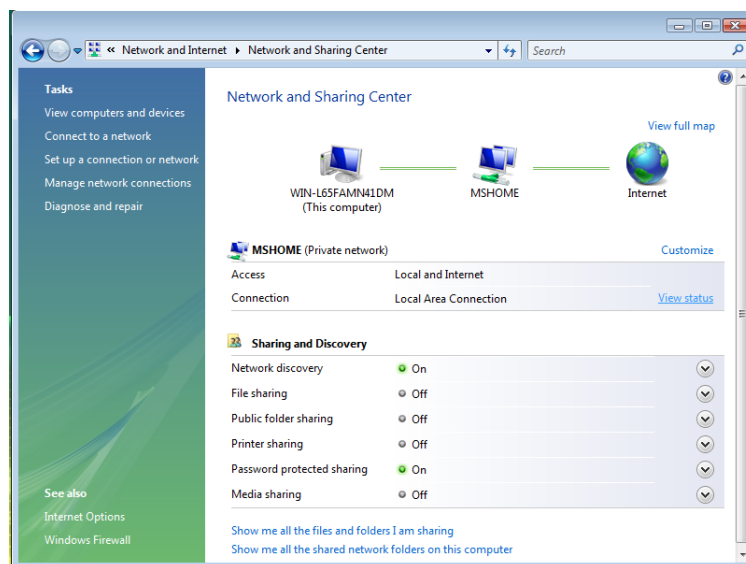 « Network and Internet ▸ Network and Sharing Center
Search
Tasks
View computers and devices
Connect to a network
Set up a connection or network
Manage network connections
Diagnose and repair
See also
Internet Options
Windows Firewall
Network and Sharing Center
View full map
WIN-L65FAMN41DM
(This computer)
MSHOME
Internet
MSHOME (Private network)
Customize
Access Local and Internet
Connection Local Area Connection View status
Sharing and Discovery
Network discovery On
File sharing Off
Public folder sharing Off
Printer sharing Off
Password protected sharing On
Media sharing Off
Show me all the files and folders I am sharing
Show me all the shared network folders on this computer